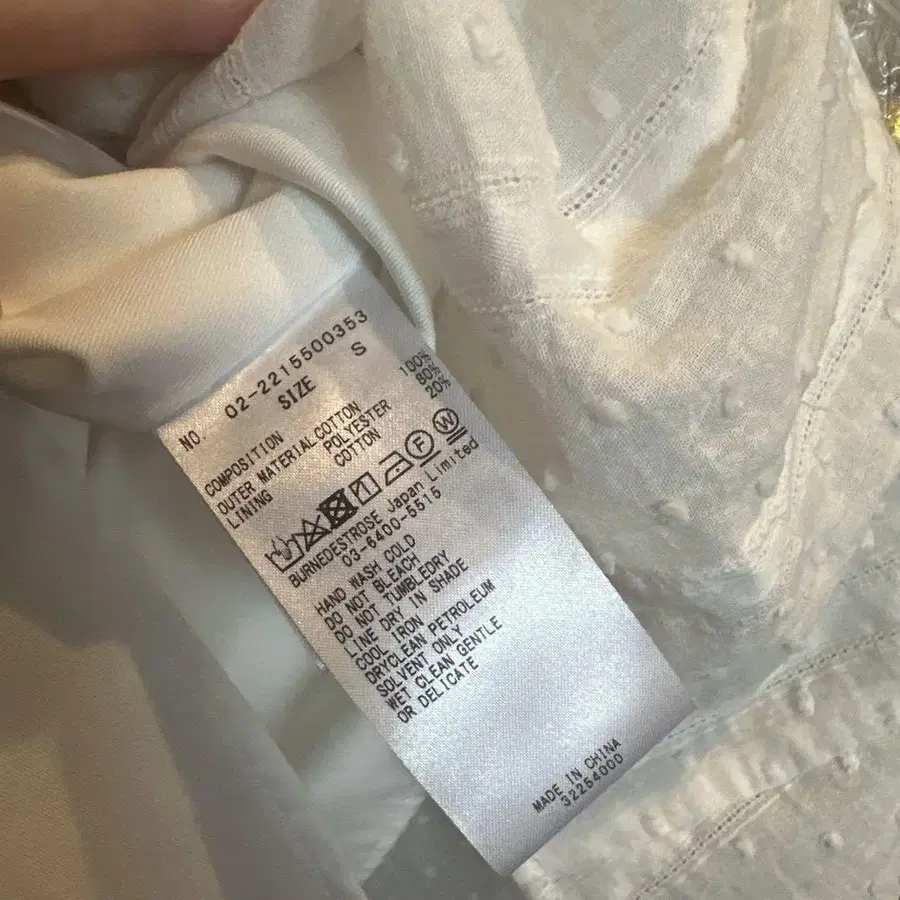 NO. 02-2215500353
SIZE S
COMPOSITION
OUTER MATERIAL COTTON 100%
LINING POLYESTER 80%
COTTON 20%
F W
BURNEDESTROSE Japan Limited
03-6400-5515
HAND WASH COLD
DO NOT BLEACH
DO NOT TUMBLEDRY
LINE DRY IN SHADE
COOL IRON
DRYCLEAN PETROLEUM
SOLVENT ONLY
WET CLEAN GENTLE
OR DELICATE
MADE IN CHINA
32254000